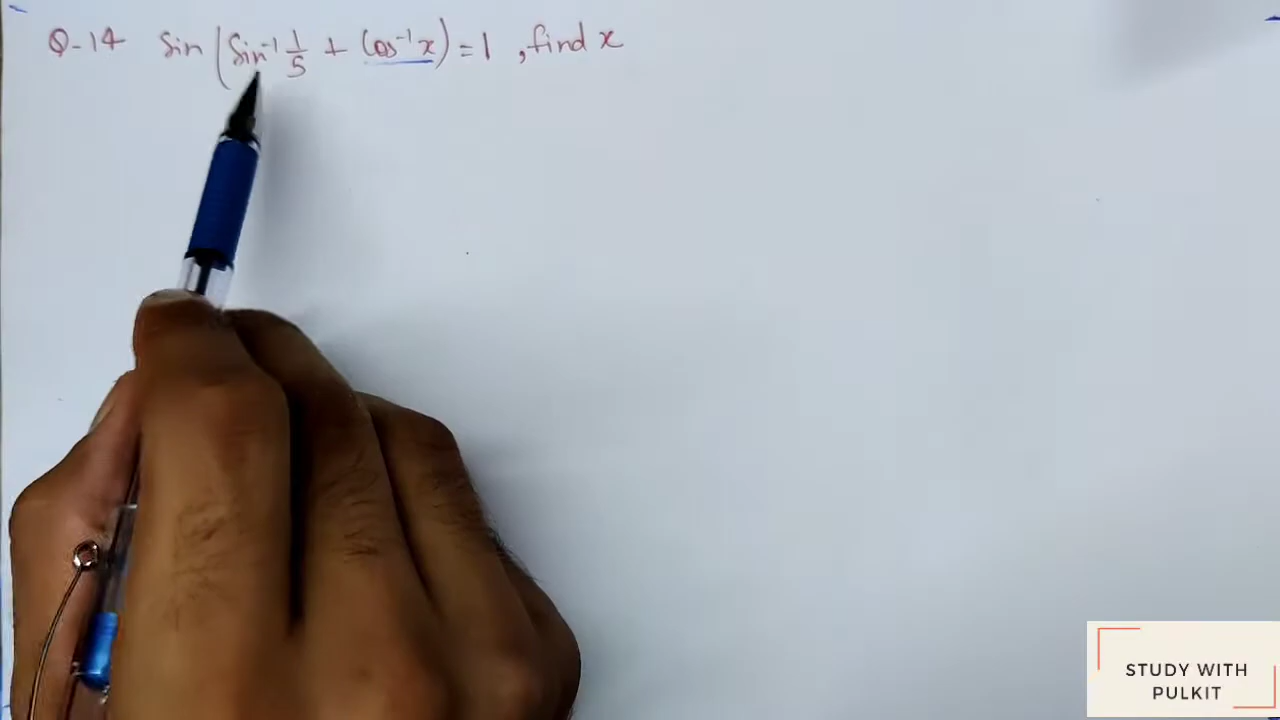 Q-14 Sin (Sin⁻¹ 1/5 + Cos⁻¹ x) = 1 , find x
STUDY WITH
PULKIT